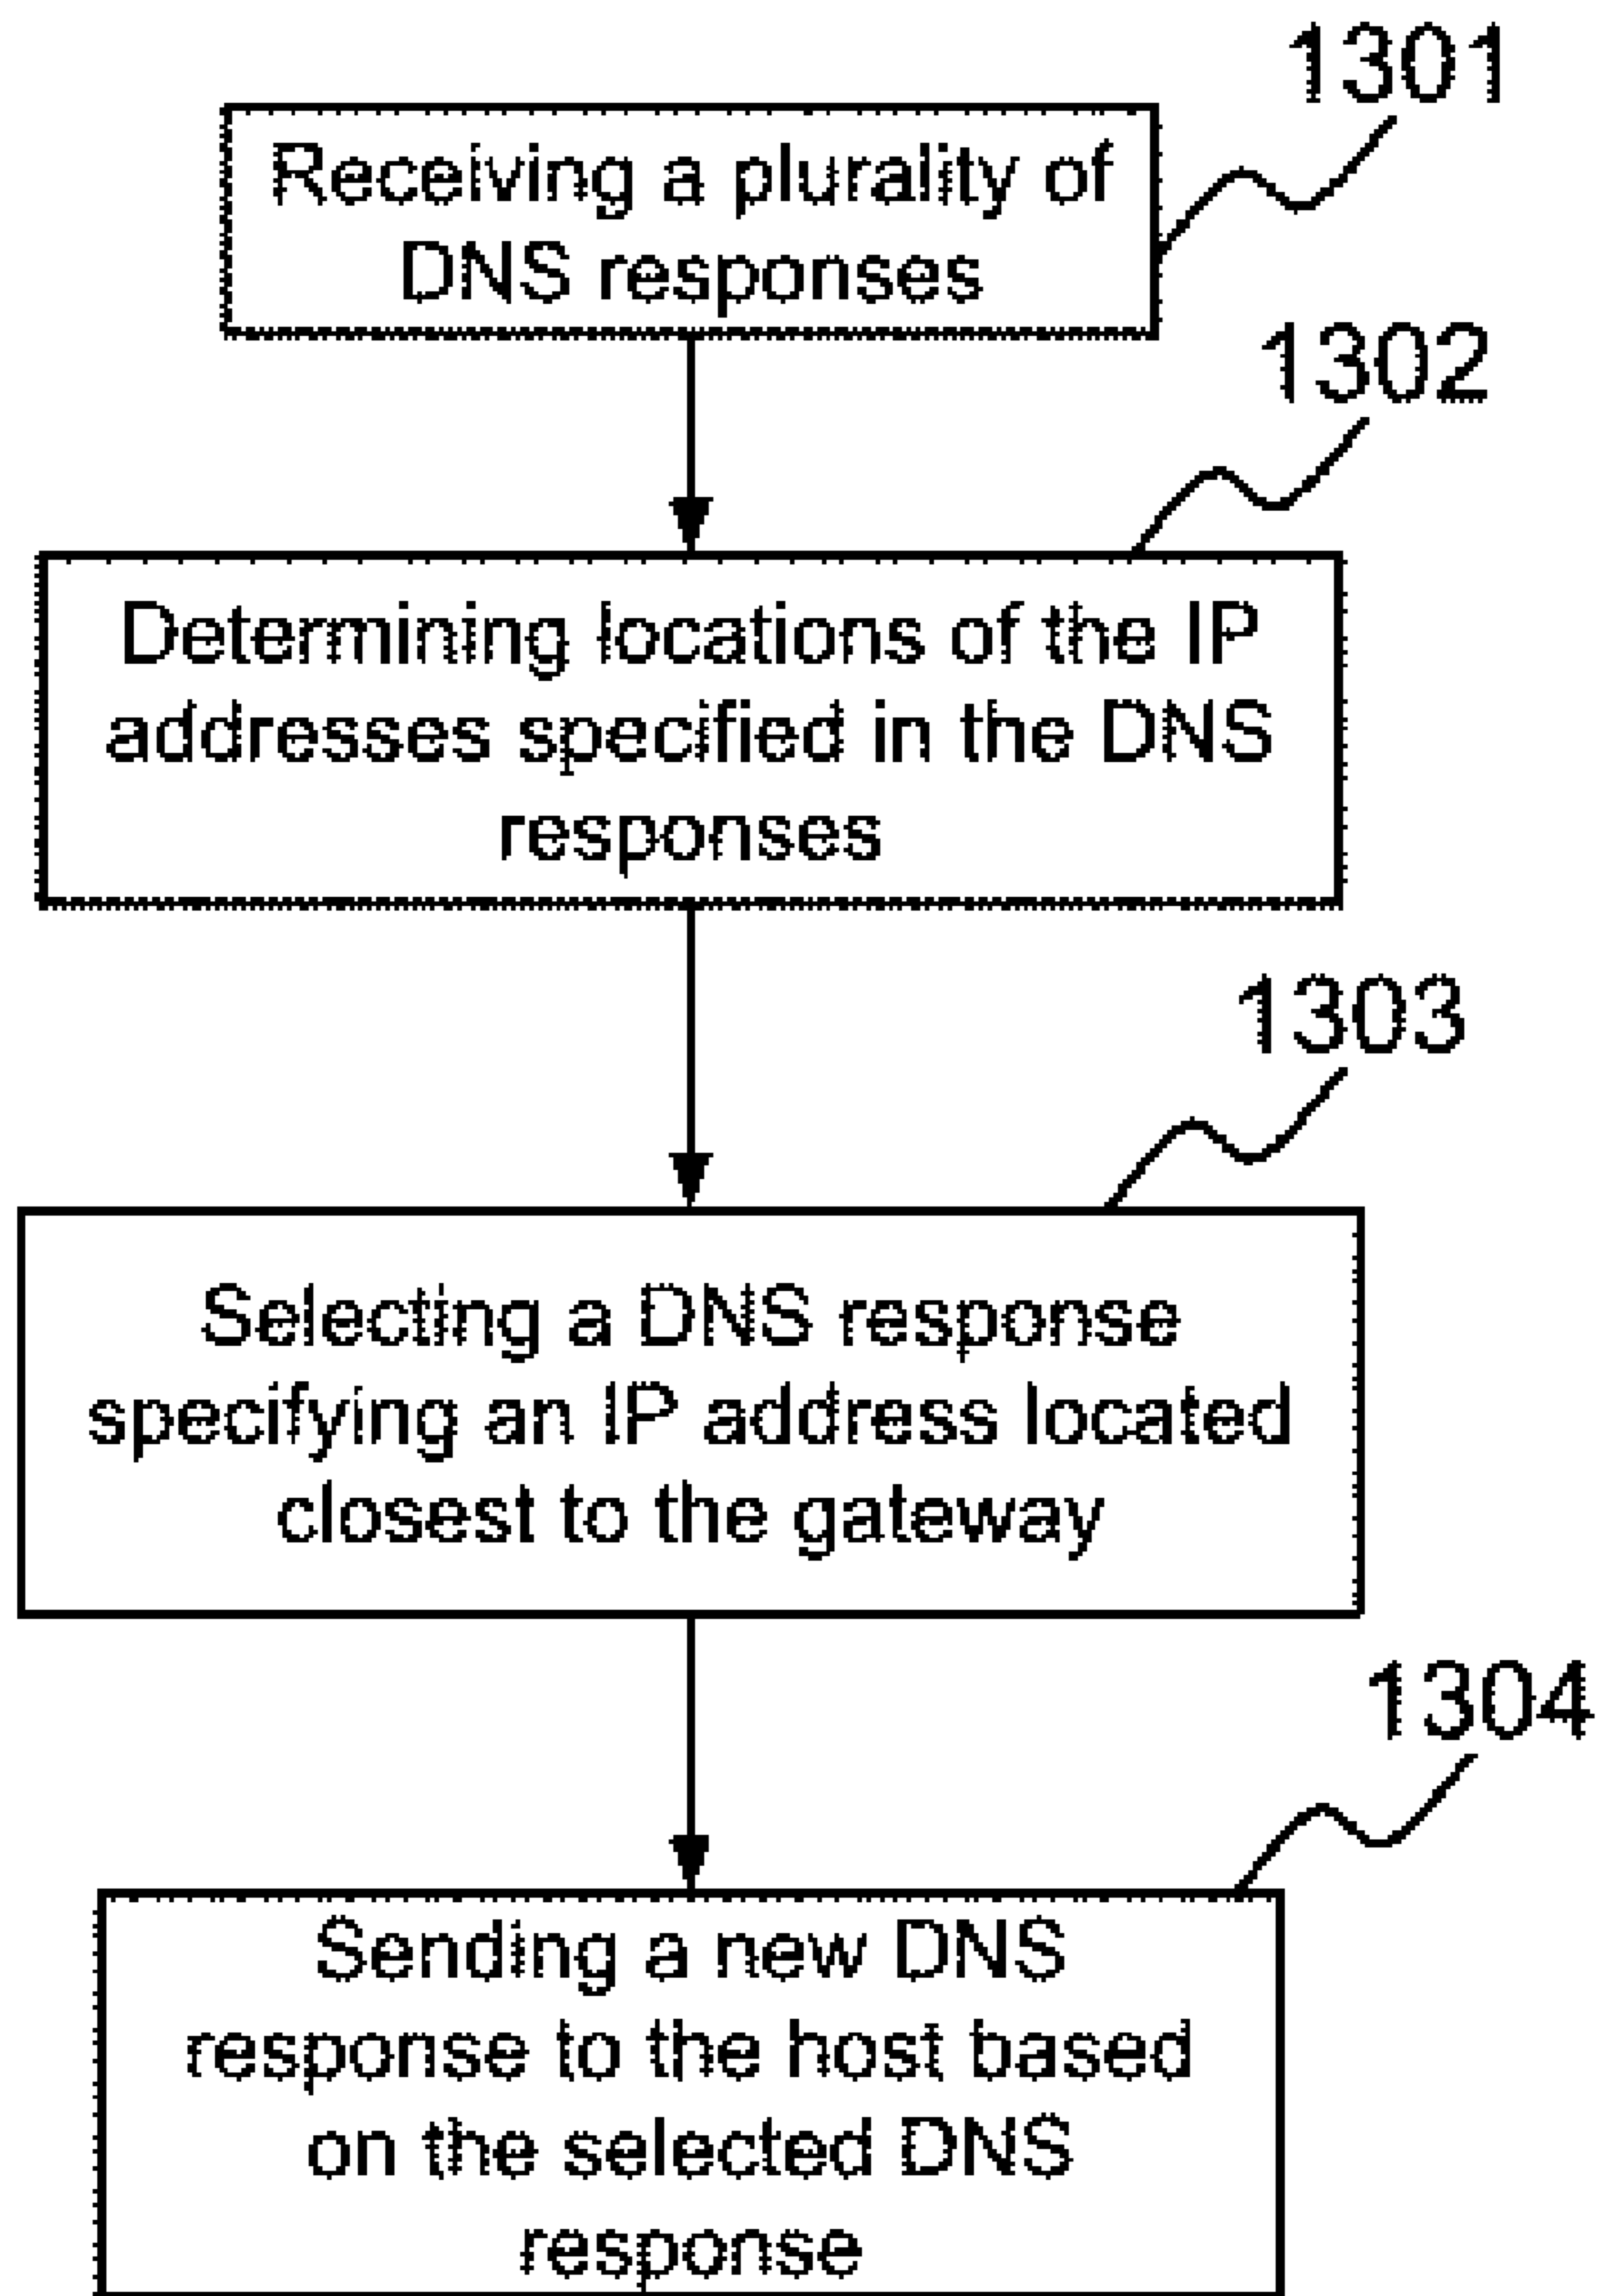 1301
Receiving a plurality of
DNS responses
1302
Determining locations of the IP
addresses specified in the DNS
responses
1303
Selecting a DNS response
specifying an IP address located
closest to the gateway
1304
Sending a new DNS
response to the host based
on the selected DNS
response